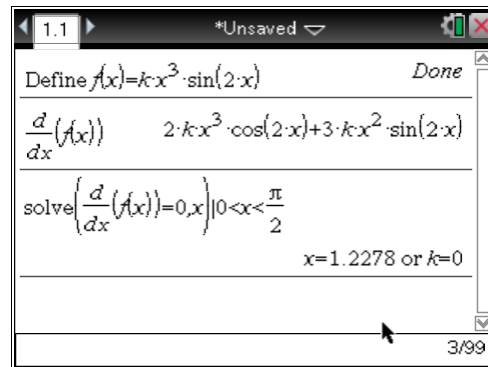 1.1 *Unsaved
Define f(x)=k·x³·sin(2·x) Done
d/dx(f(x)) 2·k·x³·cos(2·x)+3·k·x²·sin(2·x)
solve(d/dx(f(x))=0,x)|0<x<π/2
x=1.2278 or k=0
3/99